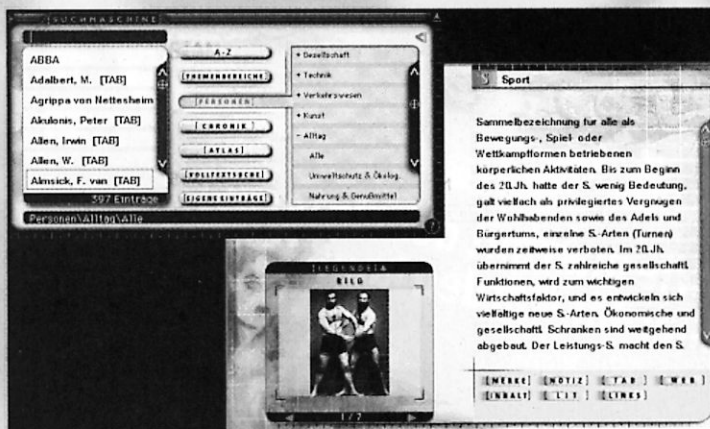 [SUCHMASCHINE]
ABBA
Adalbert, M. [TAB]
Agrippa von Nettesheim
Akulonis, Peter [TAB]
Allen, Irwin [TAB]
Allen, W. [TAB]
Almsick, F. van [TAB]
397 Einträge
Personen\Alltag\Alle
A-Z
[THEMENBEREICHE]
[PERSONEN]
[CHRONIK]
[ATLAS]
[VOLLTEXTSUCHE]
[EIGENE EINTRÄGE]
+ Gesellschaft
+ Technik
+ Verkehrswesen
+ Kunst
- Alltag
Alle
Umweltschutz & Ökolog.
Nahrung & Genußmittel
?
[LEGENDE]
BILD
1 / 7
S Sport
Sammelbezeichnung für alle als
Bewegungs-, Spiel- oder
Wettkampfformen betriebenen
körperlichen Aktivitäten. Bis zum Beginn
des 20.Jh. hatte der S. wenig Bedeutung,
galt vielfach als privilegiertes Vergnügen
der Wohlhabenden sowie des Adels und
Bürgertums, einzelne S.-Arten (Turnen)
wurden zeitweise verboten. Im 20.Jh.
übernimmt der S. zahlreiche gesellschaftl.
Funktionen, wird zum wichtigen
Wirtschaftsfaktor, und es entwickeln sich
vielfältige neue S.-Arten. Ökonomische und
gesellschaftl. Schranken sind weitgehend
abgebaut. Der Leistungs-S. macht den S.
[MERKE] [NOTIZ] [TAB] [WEB]
[INHALT] [LIT] [LINKS]